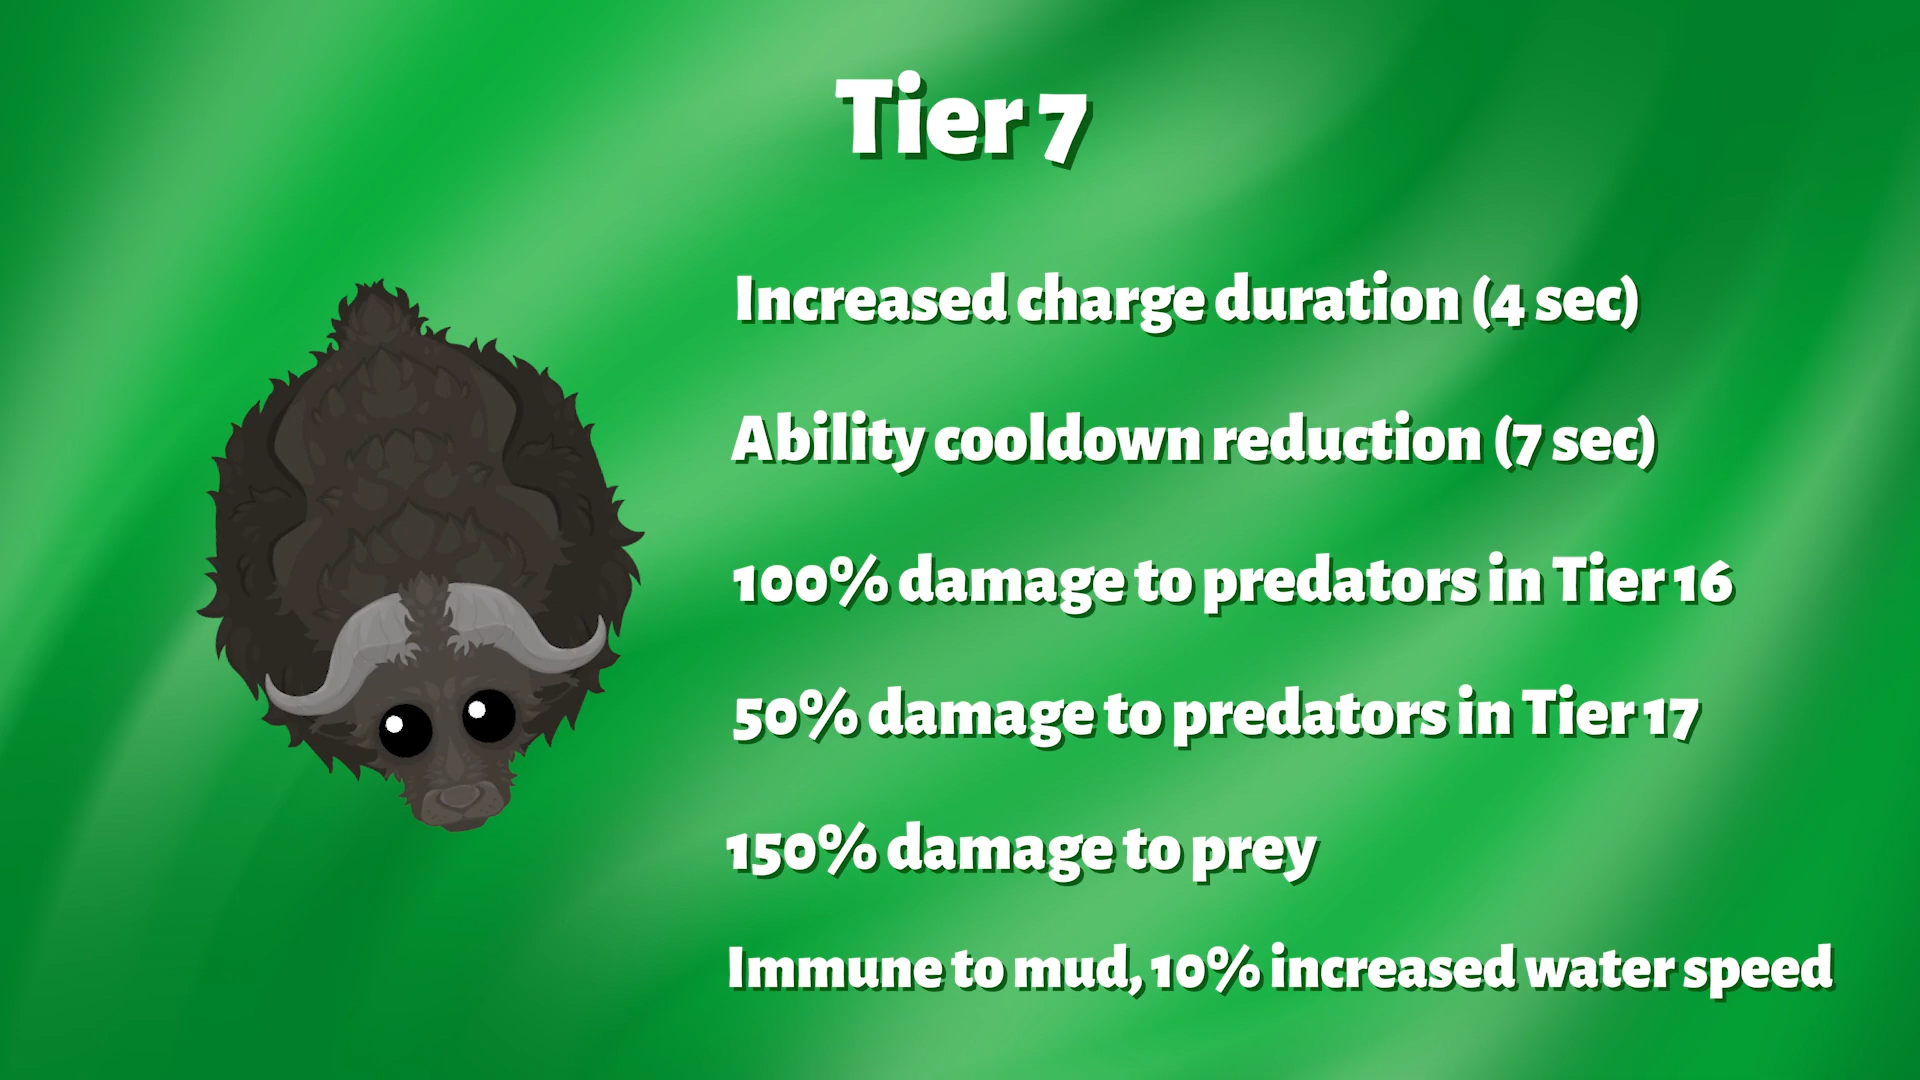 Tier 7
Increased charge duration (4 sec)
Ability cooldown reduction (7 sec)
100% damage to predators in Tier 16
50% damage to predators in Tier 17
150% damage to prey
Immune to mud, 10% increased water speed